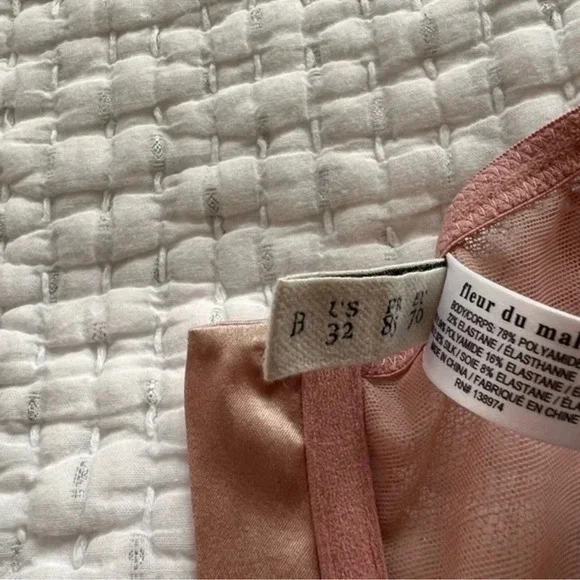 B US FR EU
32 8 70
fleur du mal
BODY/CORPS: 78% POLYAMIDE
22% ELASTANE / ÉLASTHANNE
POLYAMIDE 16% ELASTANE /
SILK/ SOIE 8% ELASTANE /
MADE IN CHINA / FABRIQUÉ EN CHINE
RN# 138974